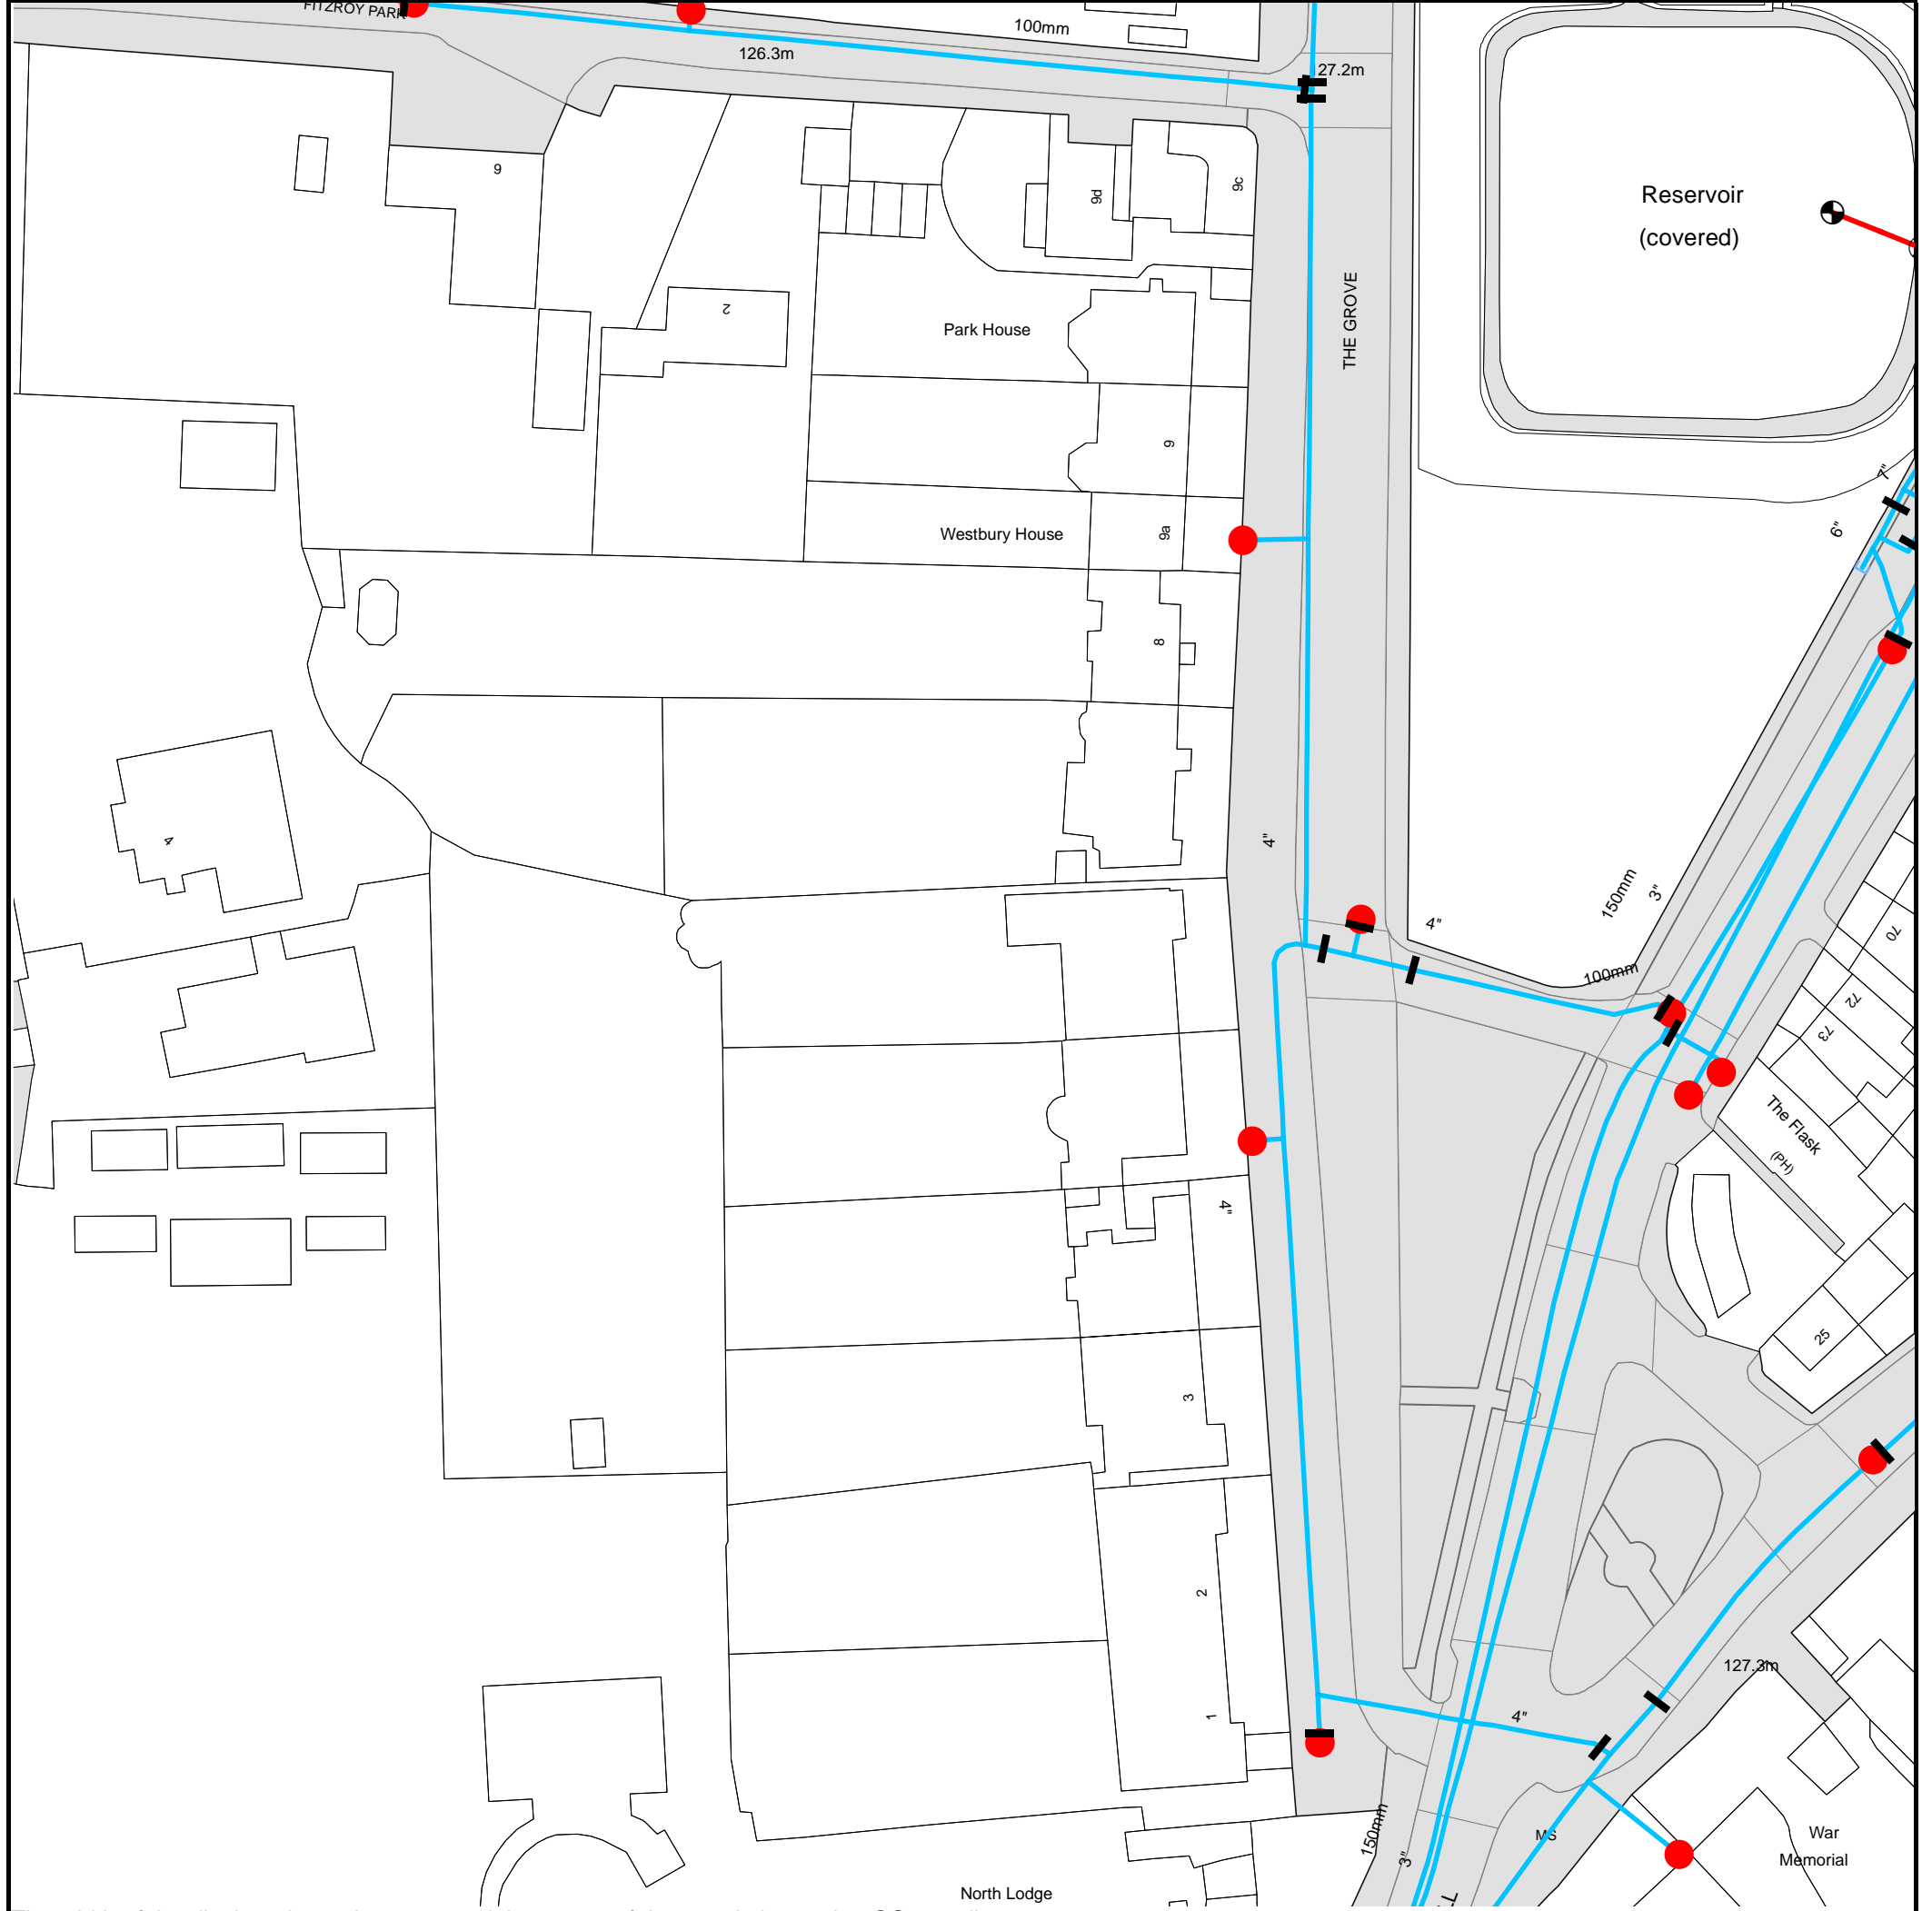 FITZROY PARK
100mm
126.3m
27.2m
9
9d
9c
Reservoir
(covered)
2
Park House
THE GROVE
9
7"
6"
Westbury House
9a
8
4
4"
4"
150mm
3"
100mm
70
72
73
The Flask
(PH)
4"
25
3
2
127.3m
1
4"
150mm
3"
MS
War
Memorial
North Lodge